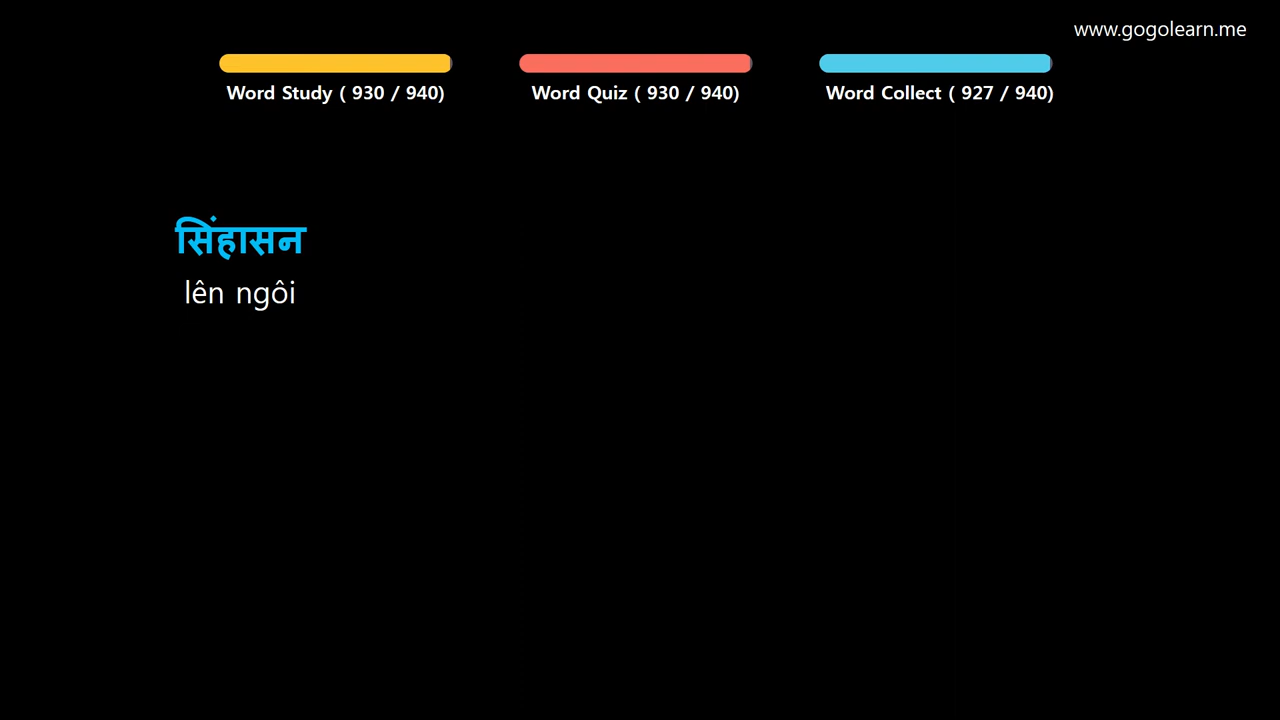 www.gogolearn.me
Word Study ( 930 / 940)
Word Quiz ( 930 / 940)
Word Collect ( 927 / 940)
सिंहासन
lên ngôi